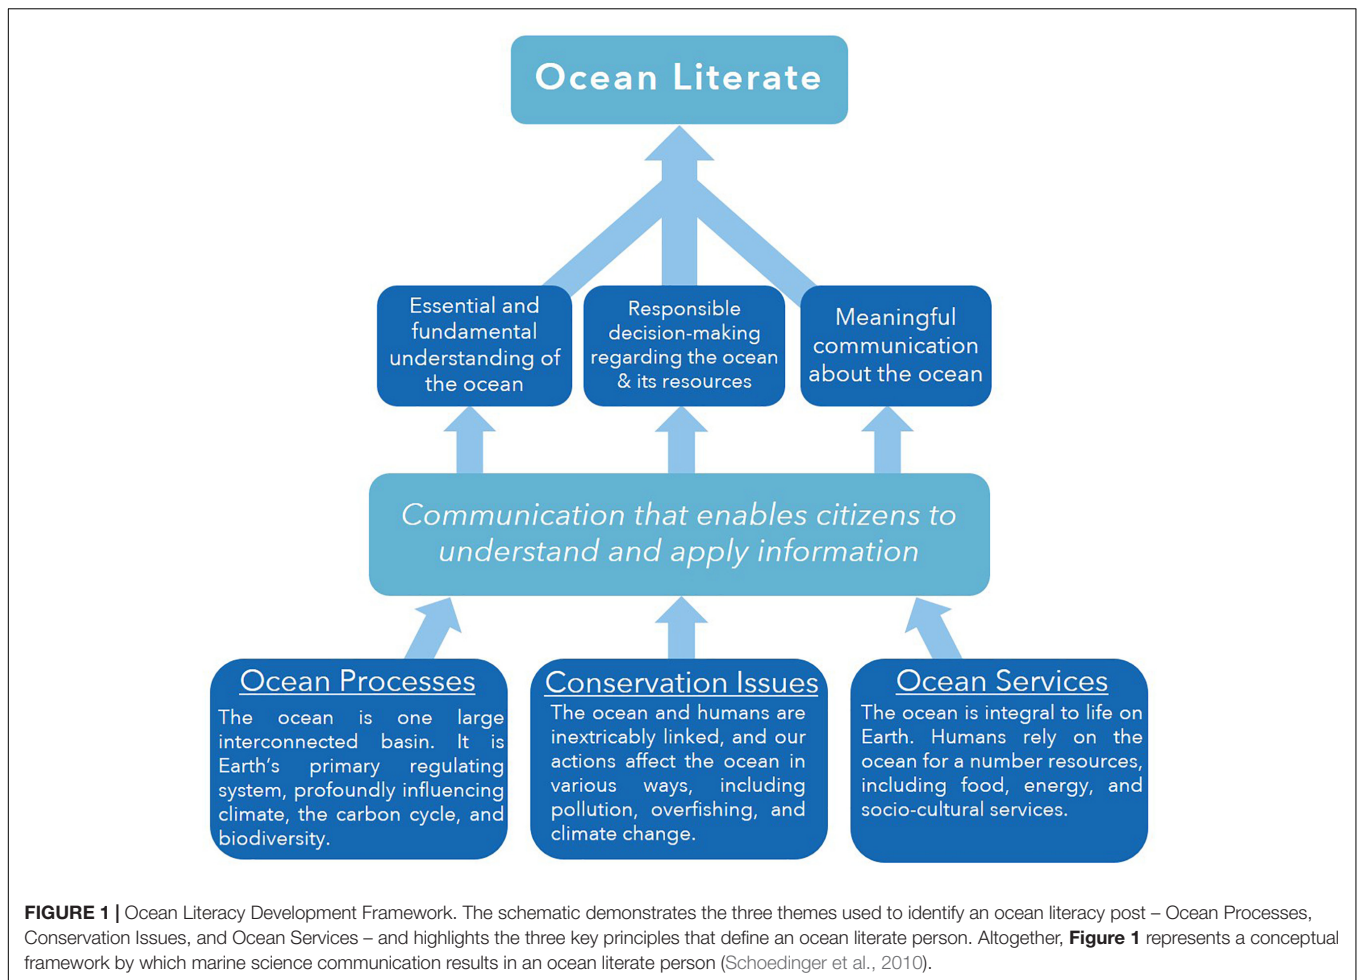 Ocean Literate
Essential and
fundamental
understanding of
the ocean
Responsible
decision-making
regarding the ocean
& its resources
Meaningful
communication
about the ocean
Communication that enables citizens to
understand and apply information
Ocean Processes
The ocean is one large
interconnected basin. It is
Earth's primary regulating
system, profoundly influencing
climate, the carbon cycle, and
biodiversity.
Conservation Issues
The ocean and humans are
inextricably linked, and our
actions affect the ocean in
various ways, including
pollution, overfishing, and
climate change.
Ocean Services
The ocean is integral to life on
Earth. Humans rely on the
ocean for a number resources,
including food, energy, and
socio-cultural services.
FIGURE 1 | Ocean Literacy Development Framework. The schematic demonstrates the three themes used to identify an ocean literacy post – Ocean Processes,
Conservation Issues, and Ocean Services – and highlights the three key principles that define an ocean literate person. Altogether, Figure 1 represents a conceptual
framework by which marine science communication results in an ocean literate person (Schoedinger et al., 2010).